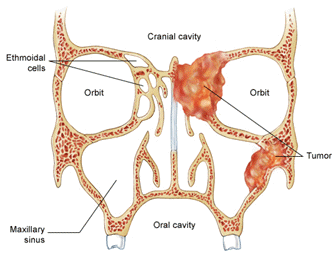 Cranial cavity
Ethmoidal
cells
Orbit
Orbit
Tumor
Maxillary
sinus
Oral cavity